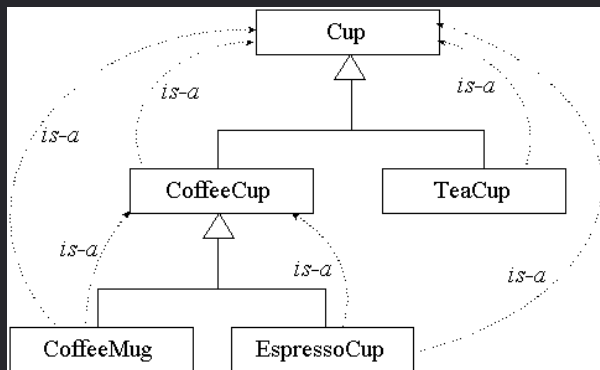 Cup
is-a
is-a
is-a
CoffeeCup
TeaCup
is-a
is-a
is-a
CoffeeMug
EspressoCup